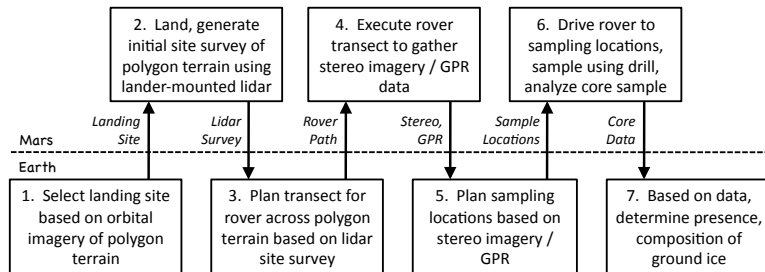 2. Land, generate
initial site survey of
polygon terrain using
lander-mounted lidar
4. Execute rover
transect to gather
stereo imagery / GPR
data
6. Drive rover to
sampling locations,
sample using drill,
analyze core sample
Landing
Site
Lidar
Survey
Rover
Path
Stereo,
GPR
Sample
Locations
Core
Data
Mars
Earth
1. Select landing site
based on orbital
imagery of polygon
terrain
3. Plan transect for
rover across polygon
terrain based on lidar
site survey
5. Plan sampling
locations based on
stereo imagery /
GPR
7. Based on data,
determine presence,
composition of
ground ice